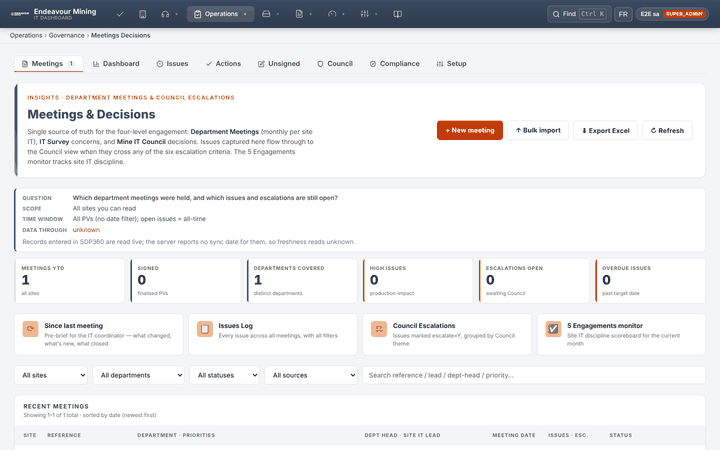 Endeavour Mining
IT DASHBOARD
Operations
Find Ctrl K
FR
E2E sa SUPER_ADMIN
Operations › Governance › Meetings Decisions
Meetings 1
Dashboard
Issues
Actions
Unsigned
Council
Compliance
Setup
INSIGHTS · DEPARTMENT MEETINGS & COUNCIL ESCALATIONS
Meetings & Decisions
Single source of truth for the four-level engagement: Department Meetings (monthly per site
IT), IT Survey concerns, and Mine IT Council decisions. Issues captured here flow through to
the Council view when they cross any of the six escalation criteria. The 5 Engagements
monitor tracks site IT discipline.
+ New meeting
Bulk import
Export Excel
Refresh
QUESTION Which department meetings were held, and which issues and escalations are still open?
SCOPE All sites you can read
TIME WINDOW All PVs (no date filter); open issues = all-time
DATA THROUGH unknown
Records entered in SDP360 are read live; the server reports no sync date for them, so freshness reads unknown.
MEETINGS YTD
1
all sites
SIGNED
0
finalised PVs
DEPARTMENTS COVERED
1
distinct departments
HIGH ISSUES
0
production-impact
ESCALATIONS OPEN
0
awaiting Council
OVERDUE ISSUES
0
past target date
Since last meeting
Pre-brief for the IT coordinator — what changed,
what's new, what closed
Issues Log
Every issue across all meetings, with all filters
Council Escalations
Issues marked escalate=Y, grouped by Council
theme
5 Engagements monitor
Site IT discipline scoreboard for the current
month
All sites
All departments
All statuses
All sources
Search reference / lead / dept-head / priority...
RECENT MEETINGS
Showing 1–1 of 1 total · sorted by date (newest first)
SITE REFERENCE DEPARTMENT · PRIORITIES DEPT HEAD · SITE IT LEAD MEETING DATE ISSUES · ESC. STATUS